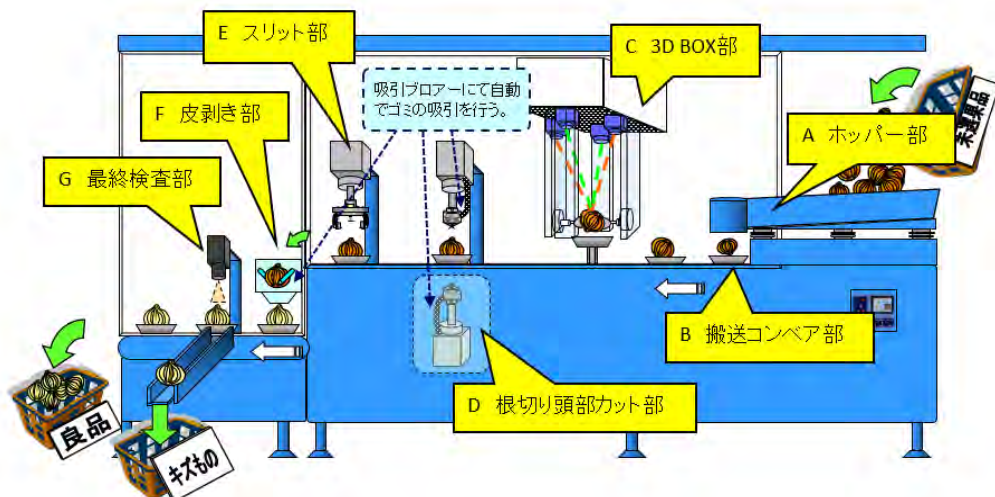 E スリット部
C 3D BOX部
吸引ブロアーにて自動
でゴミの吸引を行う。
F 皮剥き部
A ホッパー部
未選果品
G 最終検査部
B 搬送コンベア部
D 根切り頭部カット部
良品
キズもの